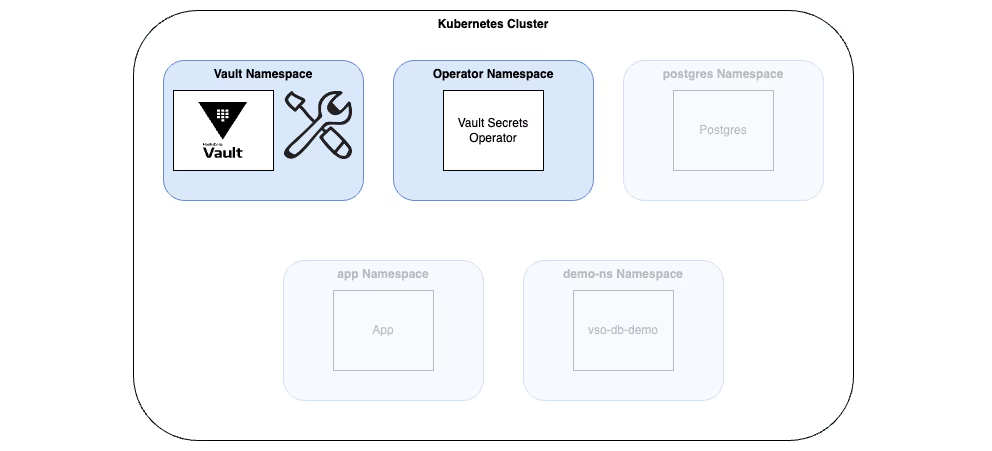 Kubernetes Cluster
Vault Namespace
HashiCorp
Vault
Operator Namespace
Vault Secrets
Operator
postgres Namespace
Postgres
app Namespace
App
demo-ns Namespace
vso-db-demo